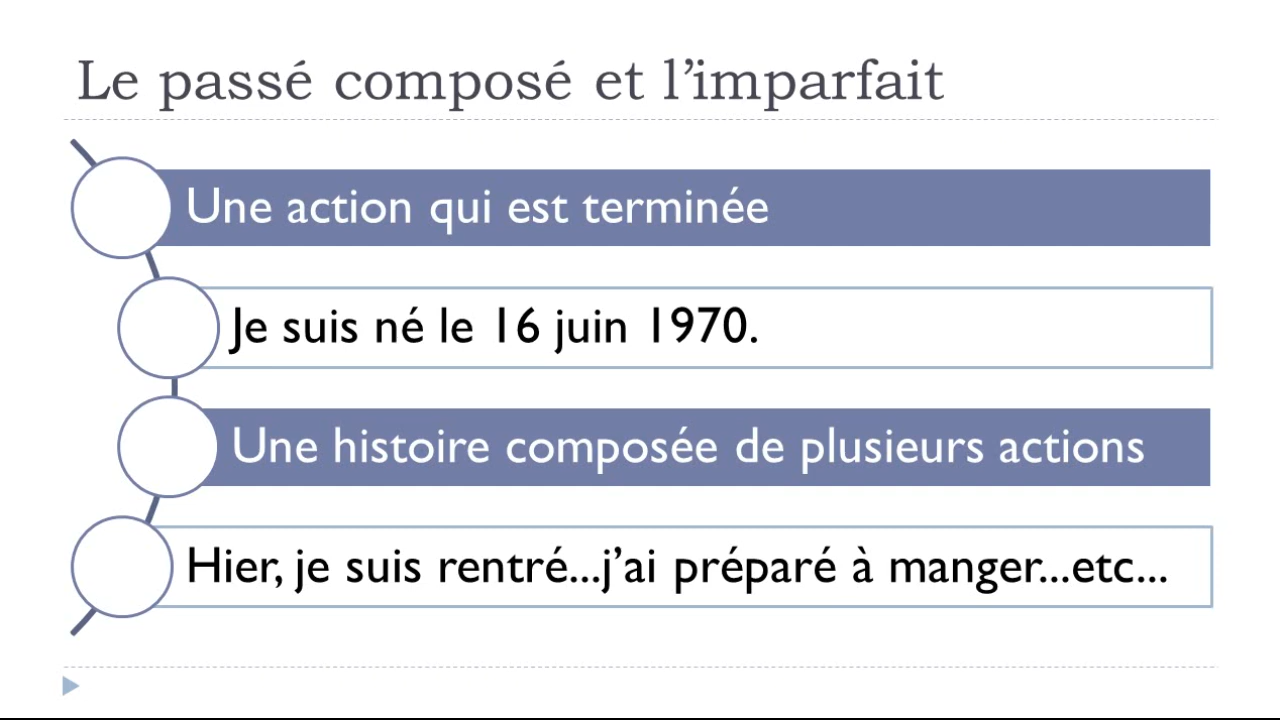 Le passé composé et l’imparfait
Une action qui est terminée
Je suis né le 16 juin 1970.
Une histoire composée de plusieurs actions
Hier, je suis rentré...j’ai préparé à manger...etc...